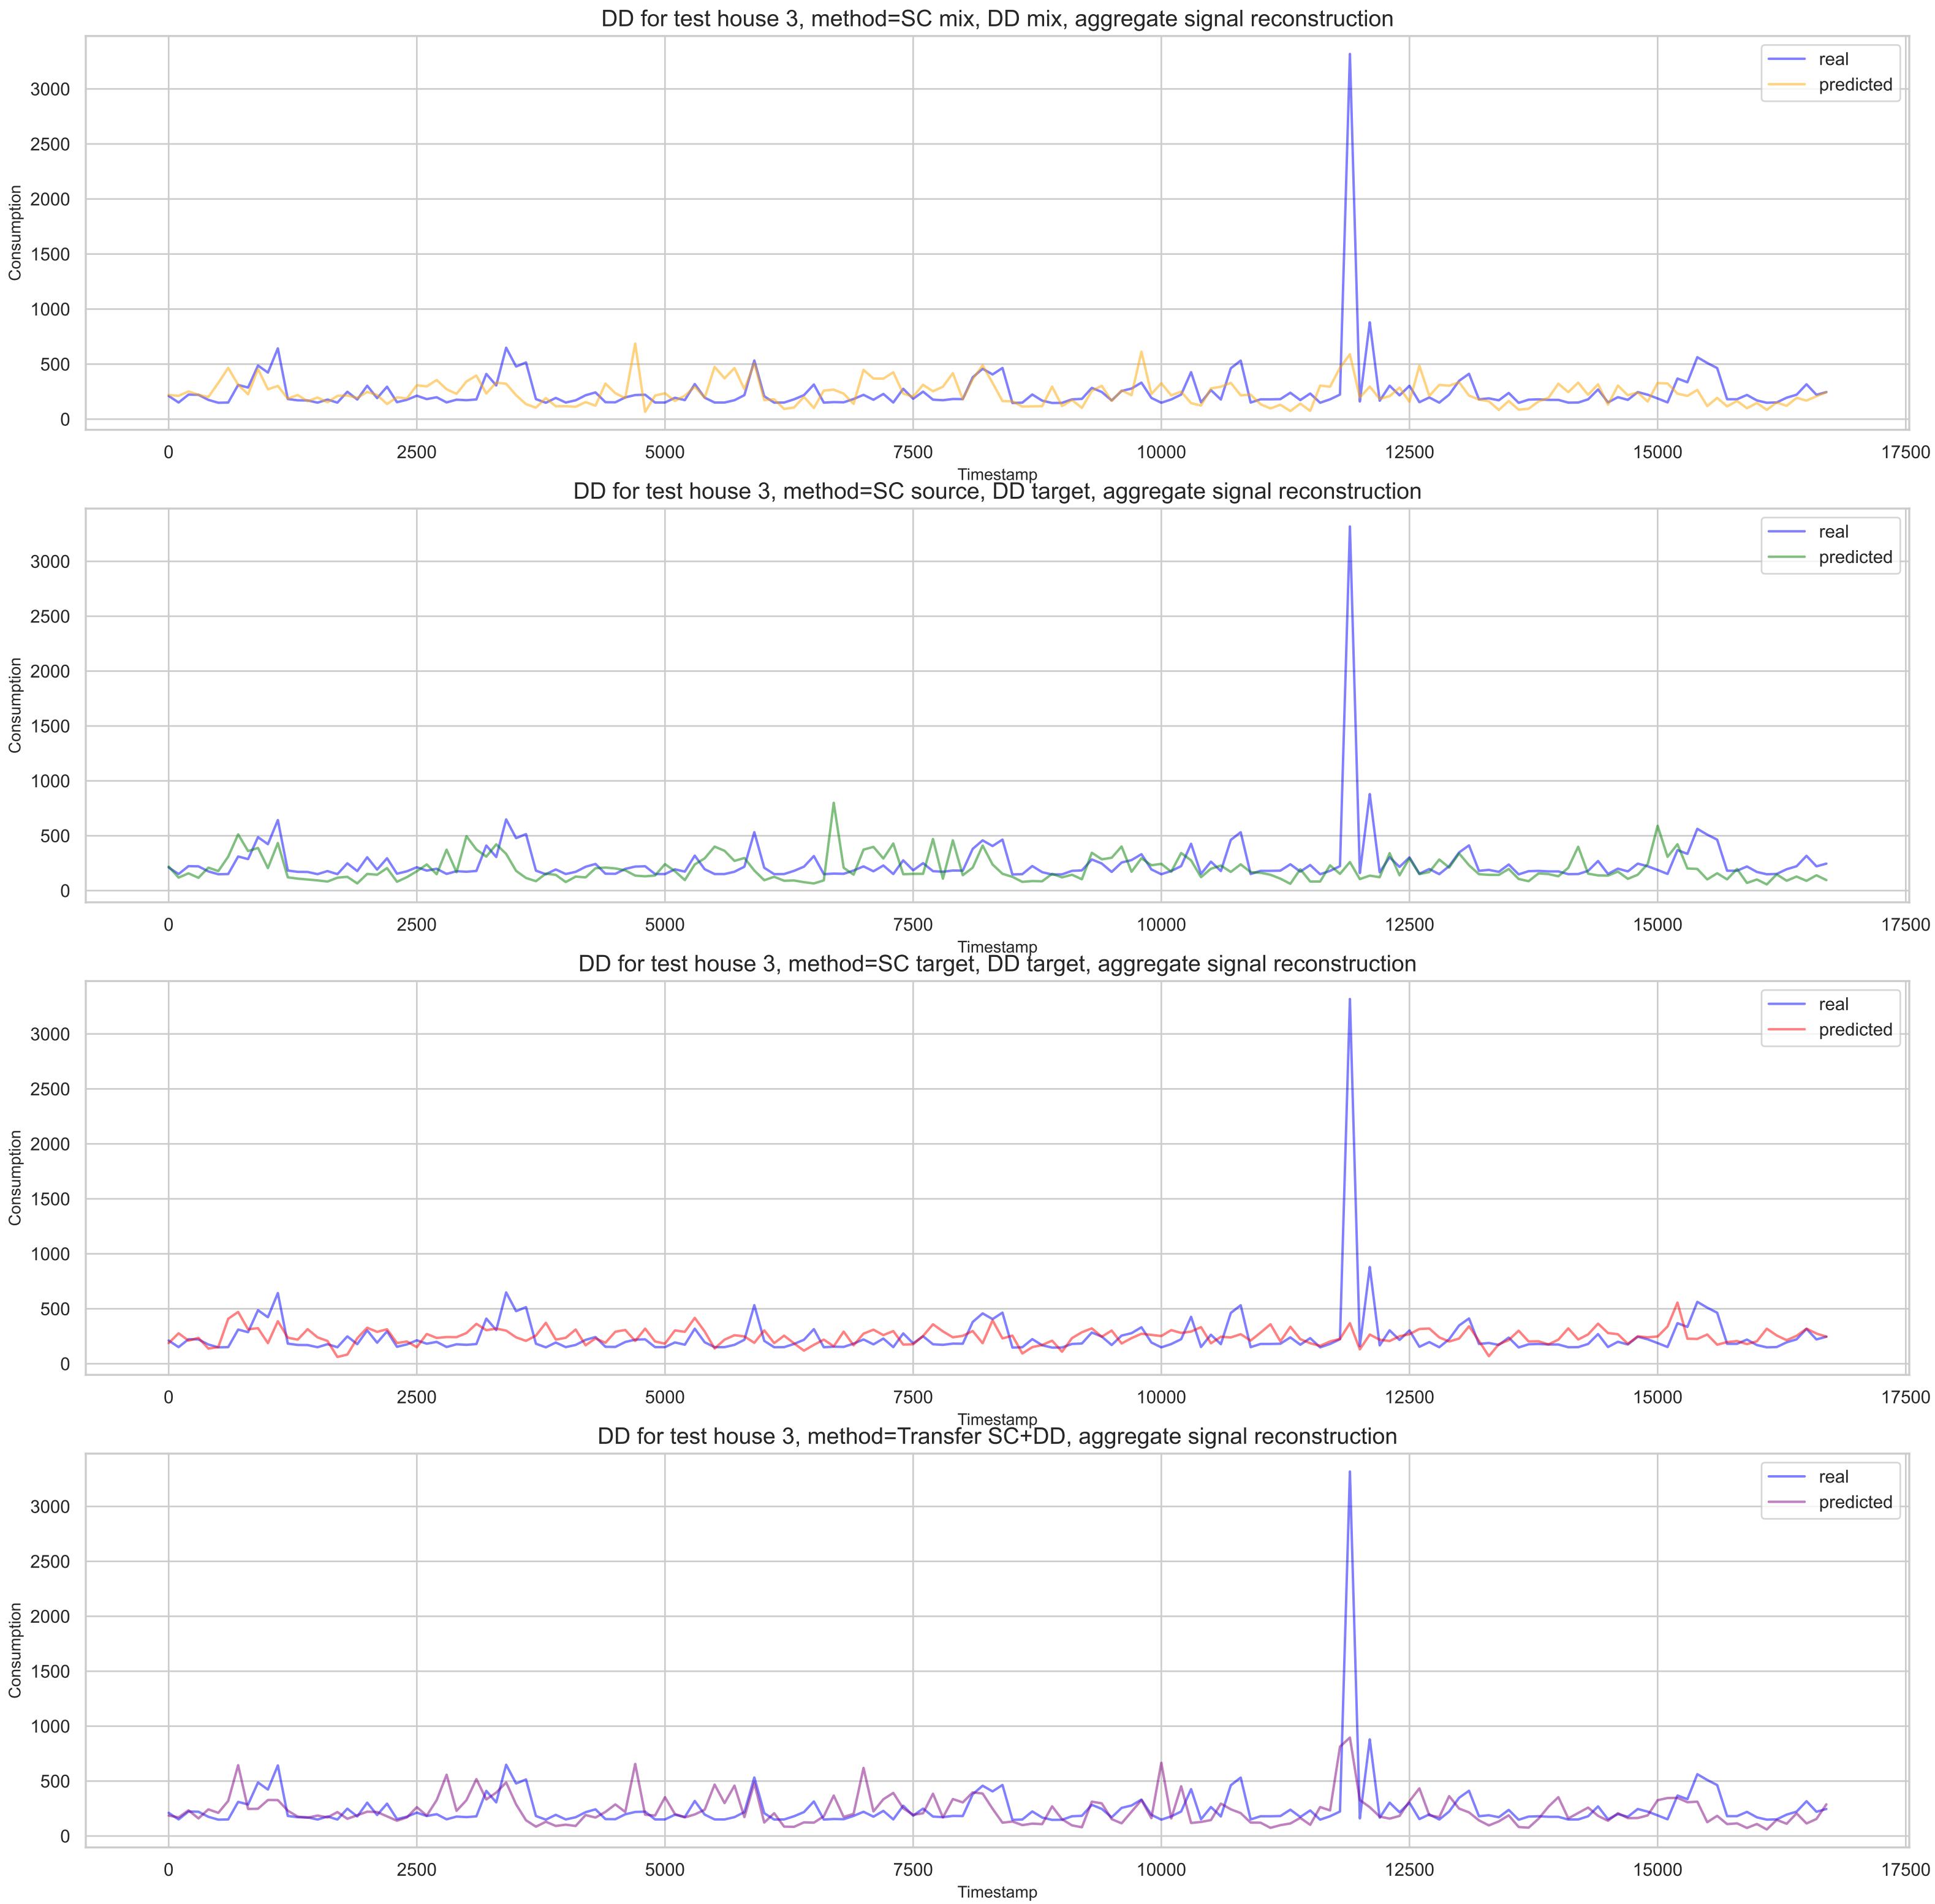 DD for test house 3, method=SC mix, DD mix, aggregate signal reconstruction
real
predicted
3000
2500
2000
1500
1000
500
0
Consumption
0 2500 5000 7500 10000 12500 15000 17500
Timestamp
DD for test house 3, method=SC source, DD target, aggregate signal reconstruction
real
predicted
3000
2500
2000
1500
1000
500
0
Consumption
0 2500 5000 7500 10000 12500 15000 17500
Timestamp
DD for test house 3, method=SC target, DD target, aggregate signal reconstruction
real
predicted
3000
2500
2000
1500
1000
500
0
Consumption
0 2500 5000 7500 10000 12500 15000 17500
Timestamp
DD for test house 3, method=Transfer SC+DD, aggregate signal reconstruction
real
predicted
3000
2500
2000
1500
1000
500
0
Consumption
0 2500 5000 7500 10000 12500 15000 17500
Timestamp